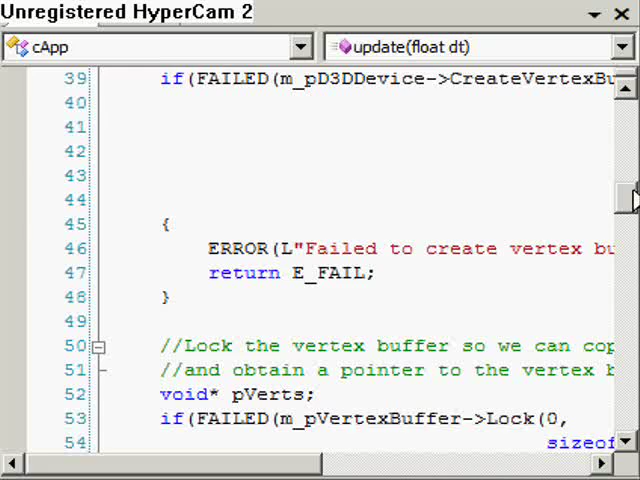 Unregistered HyperCam 2
cApp
update(float dt)
39 if(FAILED(m_pD3DDevice->CreateVertexBu
40
41
42
43
44
45 {
46 ERROR(L"Failed to create vertex bu
47 return E_FAIL;
48 }
49
50 //Lock the vertex buffer so we can cop
51 //and obtain a pointer to the vertex b
52 void* pVerts;
53 if(FAILED(m_pVertexBuffer->Lock(0,
54 sizeof